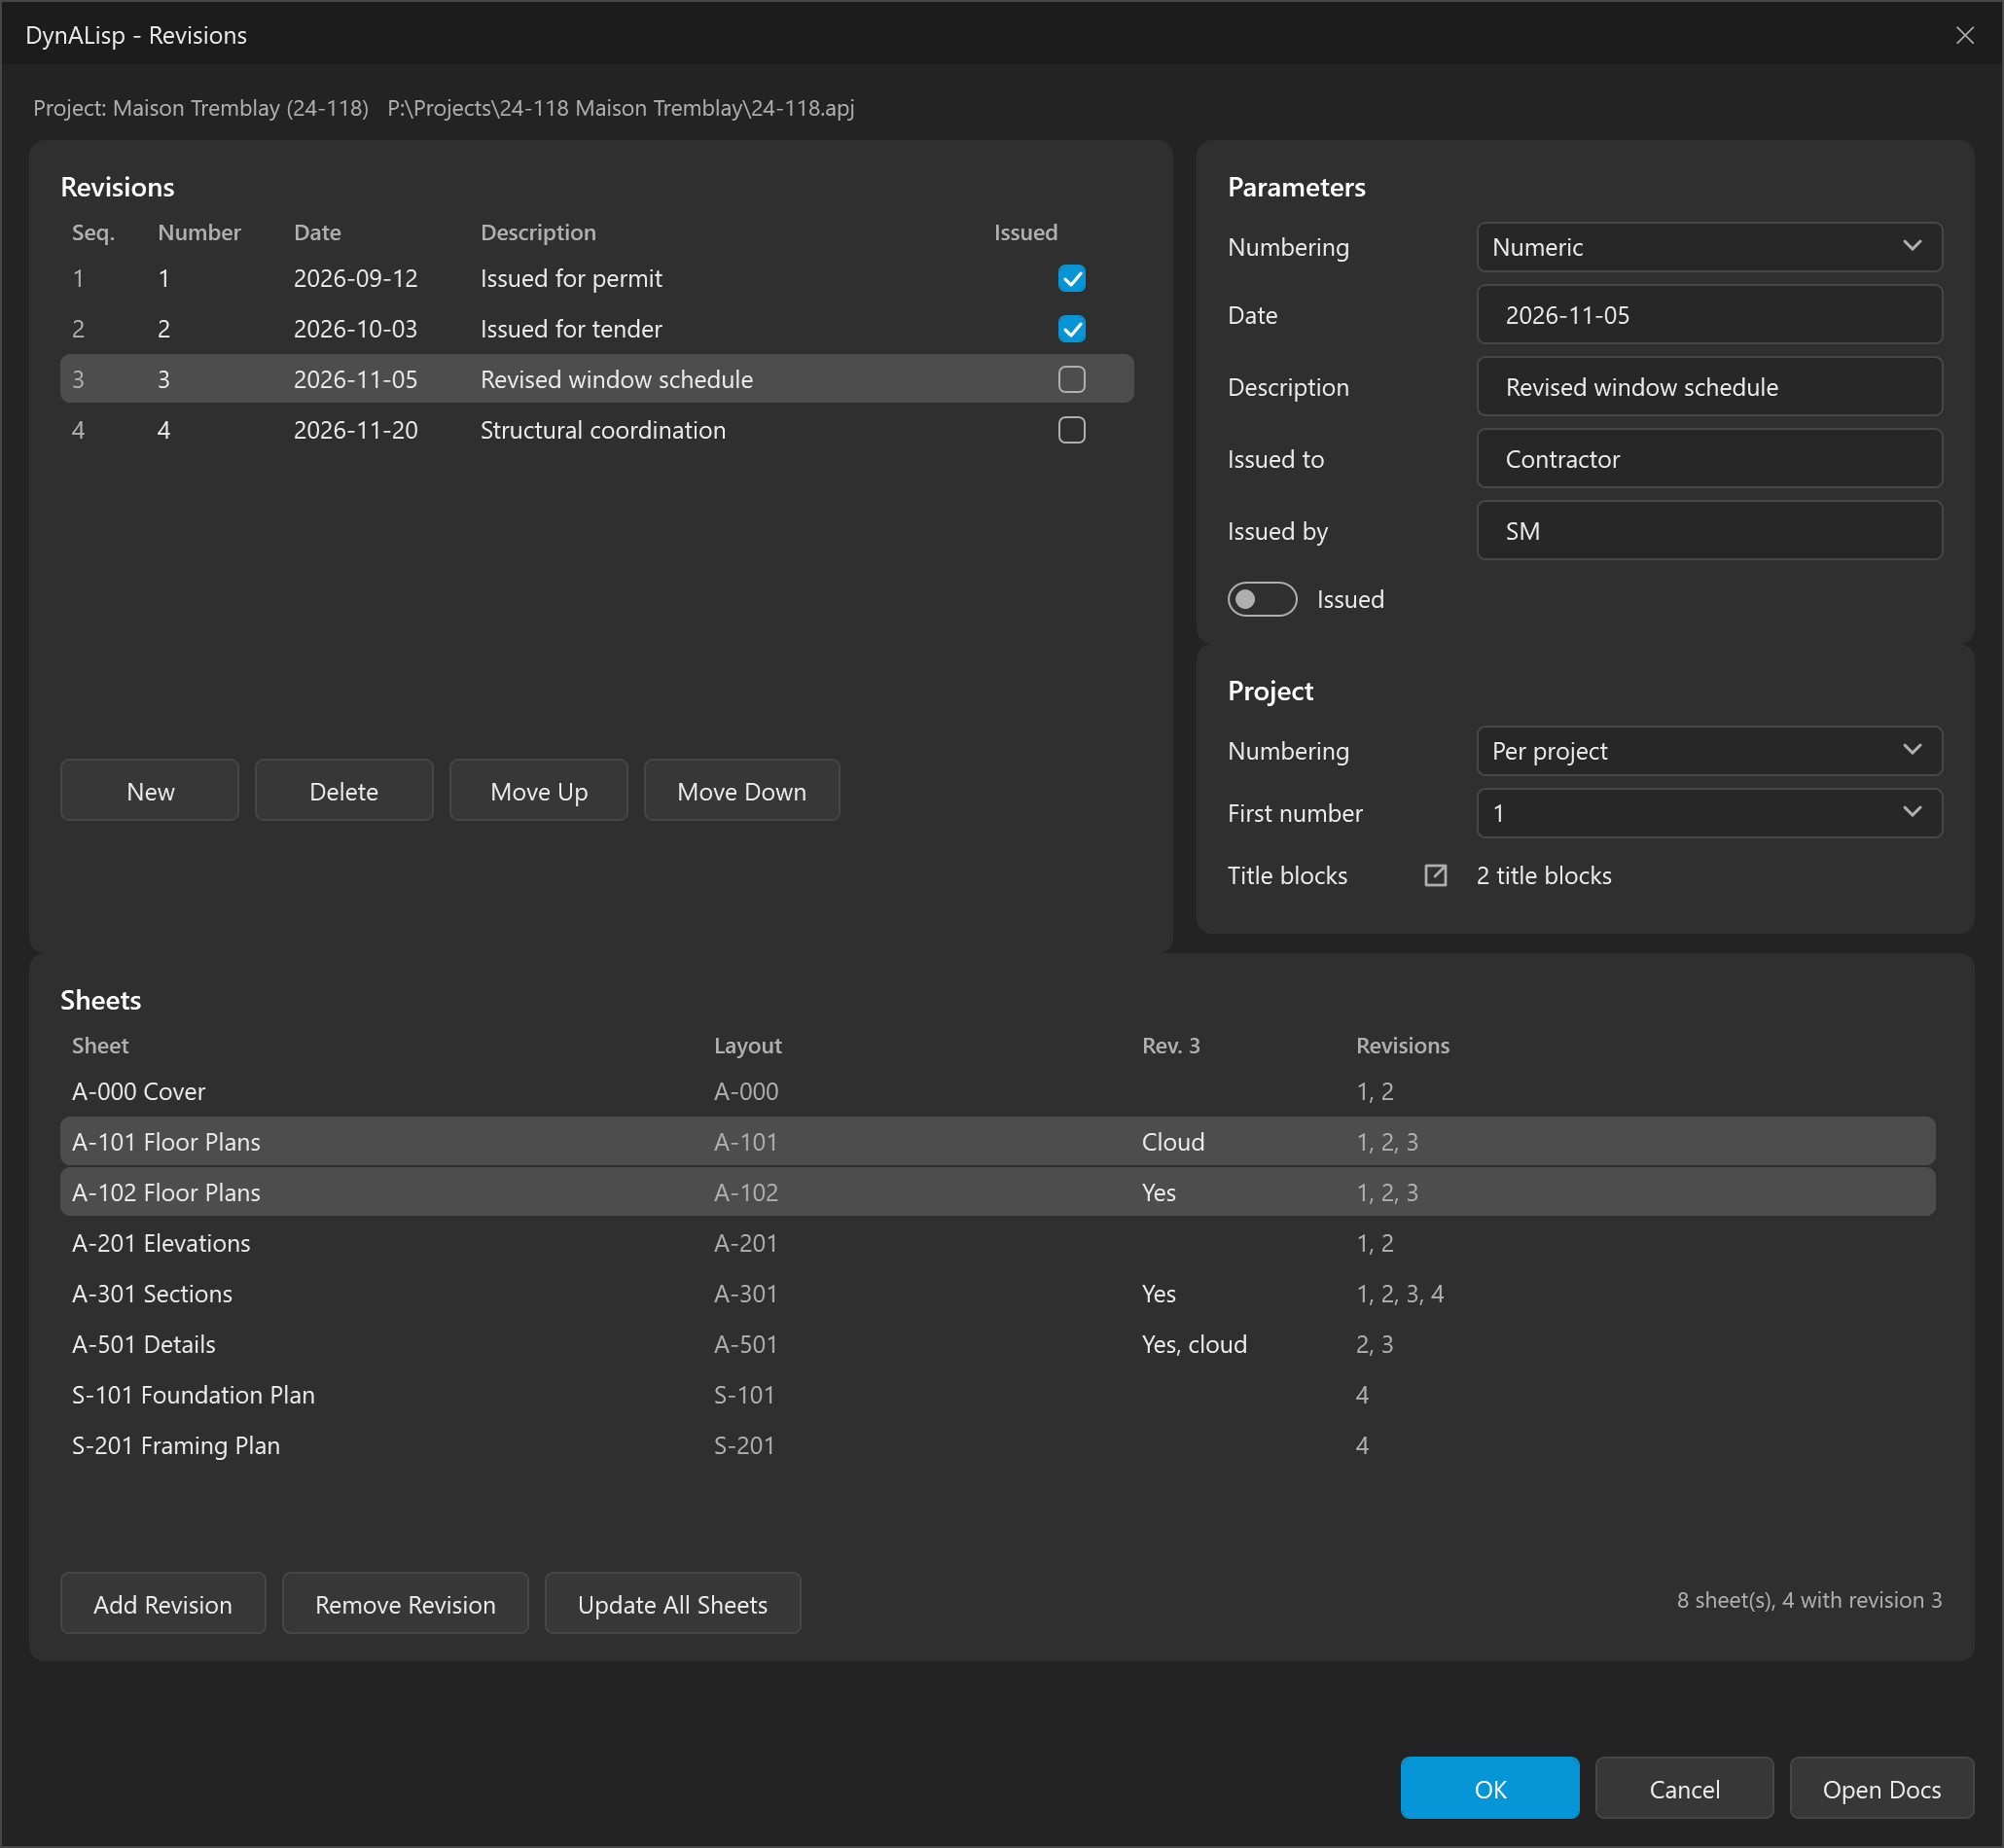 DynALisp - Revisions
Project: Maison Tremblay (24-118) P:\Projects\24-118 Maison Tremblay\24-118.apj
Revisions
Seq. Number Date Description Issued
1 1 2026-09-12 Issued for permit
2 2 2026-10-03 Issued for tender
3 3 2026-11-05 Revised window schedule
4 4 2026-11-20 Structural coordination
New Delete Move Up Move Down
Parameters
Numbering Numeric
Date 2026-11-05
Description Revised window schedule
Issued to Contractor
Issued by SM
Issued
Project
Numbering Per project
First number 1
Title blocks 2 title blocks
Sheets
Sheet Layout Rev. 3 Revisions
A-000 Cover A-000 1, 2
A-101 Floor Plans A-101 Cloud 1, 2, 3
A-102 Floor Plans A-102 Yes 1, 2, 3
A-201 Elevations A-201 1, 2
A-301 Sections A-301 Yes 1, 2, 3, 4
A-501 Details A-501 Yes, cloud 2, 3
S-101 Foundation Plan S-101 4
S-201 Framing Plan S-201 4
Add Revision Remove Revision Update All Sheets 8 sheet(s), 4 with revision 3
OK Cancel Open Docs